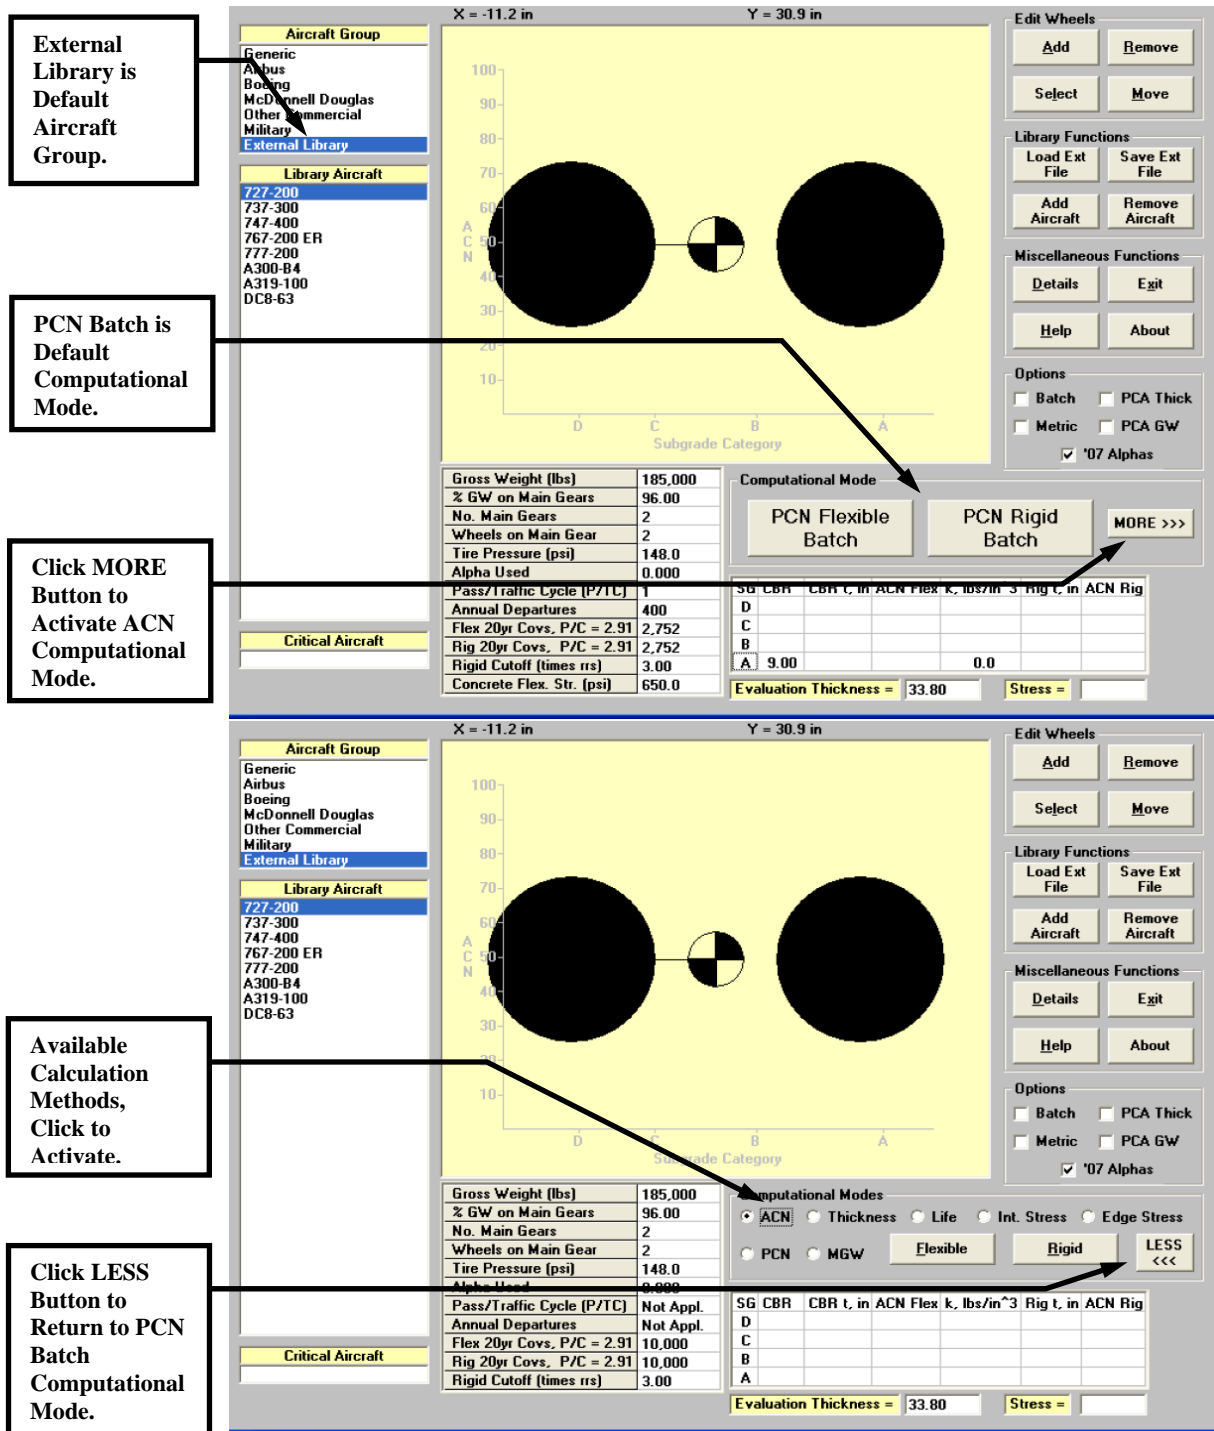 External
Library is
Default
Aircraft
Group.
PCN Batch is
Default
Computational
Mode.
Click MORE
Button to
Activate ACN
Computational
Mode.
X = -11.2 in
Y = 30.9 in
Aircraft Group
Generic
Airbus
Boeing
McDonnell Douglas
Other Commercial
Military
External Library
Library Aircraft
727-200
737-300
747-400
767-200 ER
777-200
A300-B4
A319-100
DC8-63
Critical Aircraft
100
90
80
70
60
50
40
30
20
10
A
C
N
D C B A
Subgrade Category
Edit Wheels
Add Remove
Select Move
Library Functions
Load Ext File
Save Ext File
Add Aircraft
Remove Aircraft
Miscellaneous Functions
Details Exit
Help About
Options
Batch PCA Thick
Metric PCA GW
'07 Alphas
Gross Weight (lbs) 185,000
% GW on Main Gears 96.00
No. Main Gears 2
Wheels on Main Gear 2
Tire Pressure (psi) 148.0
Alpha Used 0.000
Pass/Traffic Cycle (P/TC) 1
Annual Departures 400
Flex 20yr Covs, P/C = 2.91 2,752
Rig 20yr Covs, P/C = 2.91 2,752
Rigid Cutoff (times rrs) 3.00
Concrete Flex. Str. (psi) 650.0
Computational Mode
PCN Flexible Batch
PCN Rigid Batch
MORE >>>
SG CBR CBR t, in ACN Flex k, lbs/in^3 Rig t, in ACN Rig
D
C
B
A 9.00 0.0
Evaluation Thickness = 33.80 Stress =
Available
Calculation
Methods,
Click to
Activate.
Click LESS
Button to
Return to PCN
Batch
Computational
Mode.
X = -11.2 in
Y = 30.9 in
Aircraft Group
Generic
Airbus
Boeing
McDonnell Douglas
Other Commercial
Military
External Library
Library Aircraft
727-200
737-300
747-400
767-200 ER
777-200
A300-B4
A319-100
DC8-63
Critical Aircraft
100
90
80
70
60
50
40
30
20
10
A
C
N
D C B A
Subgrade Category
Edit Wheels
Add Remove
Select Move
Library Functions
Load Ext File
Save Ext File
Add Aircraft
Remove Aircraft
Miscellaneous Functions
Details Exit
Help About
Options
Batch PCA Thick
Metric PCA GW
'07 Alphas
Gross Weight (lbs) 185,000
% GW on Main Gears 96.00
No. Main Gears 2
Wheels on Main Gear 2
Tire Pressure (psi) 148.0
Alpha Used 0.000
Pass/Traffic Cycle (P/TC) Not Appl.
Annual Departures Not Appl.
Flex 20yr Covs, P/C = 2.91 10,000
Rig 20yr Covs, P/C = 2.91 10,000
Rigid Cutoff (times rrs) 3.00
Computational Modes
ACN Thickness Life Int. Stress Edge Stress
PCN MGW Flexible Rigid LESS <<<
SG CBR CBR t, in ACN Flex k, lbs/in^3 Rig t, in ACN Rig
D
C
B
A
Evaluation Thickness = 33.80 Stress =